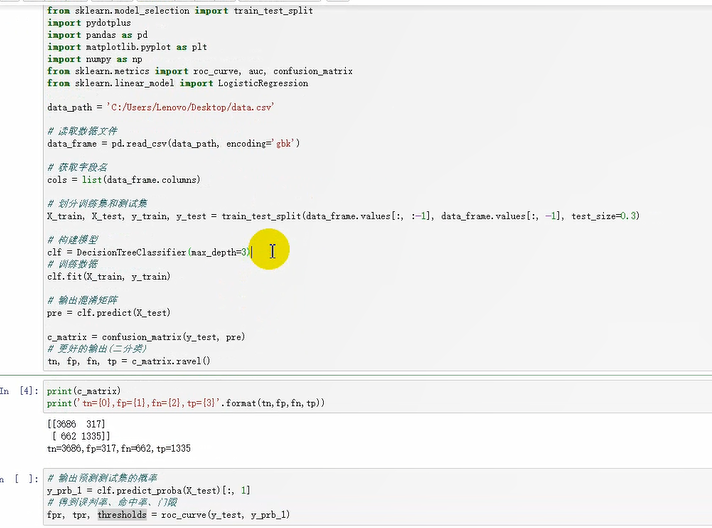 from sklearn.model_selection import train_test_split
import pydotplus
import pandas as pd
import matplotlib.pyplot as plt
import numpy as np
from sklearn.metrics import roc_curve, auc, confusion_matrix
from sklearn.linear_model import LogisticRegression
data_path = 'C:/Users/Lenovo/Desktop/data.csv'
# 读取数据文件
data_frame = pd.read_csv(data_path, encoding='gbk')
# 获取字段名
cols = list(data_frame.columns)
# 划分训练集和测试集
X_train, X_test, y_train, y_test = train_test_split(data_frame.values[:, :-1], data_frame.values[:, -1], test_size=0.3)
# 构建模型
clf = DecisionTreeClassifier(max_depth=3)
# 训练数据
clf.fit(X_train, y_train)
# 输出混淆矩阵
pre = clf.predict(X_test)
c_matrix = confusion_matrix(y_test, pre)
# 更好的输出(二分类)
tn, fp, fn, tp = c_matrix.ravel()
In [4]: print(c_matrix)
print('tn={0},fp={1},fn={2},tp={3}'.format(tn,fp,fn,tp))
[[3686 317]
[ 662 1335]]
tn=3686,fp=317,fn=662,tp=1335
n [ ]: # 输出预测测试集的概率
y_prb_1 = clf.predict_proba(X_test)[:, 1]
# 得到误判率、命中率、门限
fpr, tpr, thresholds = roc_curve(y_test, y_prb_1)